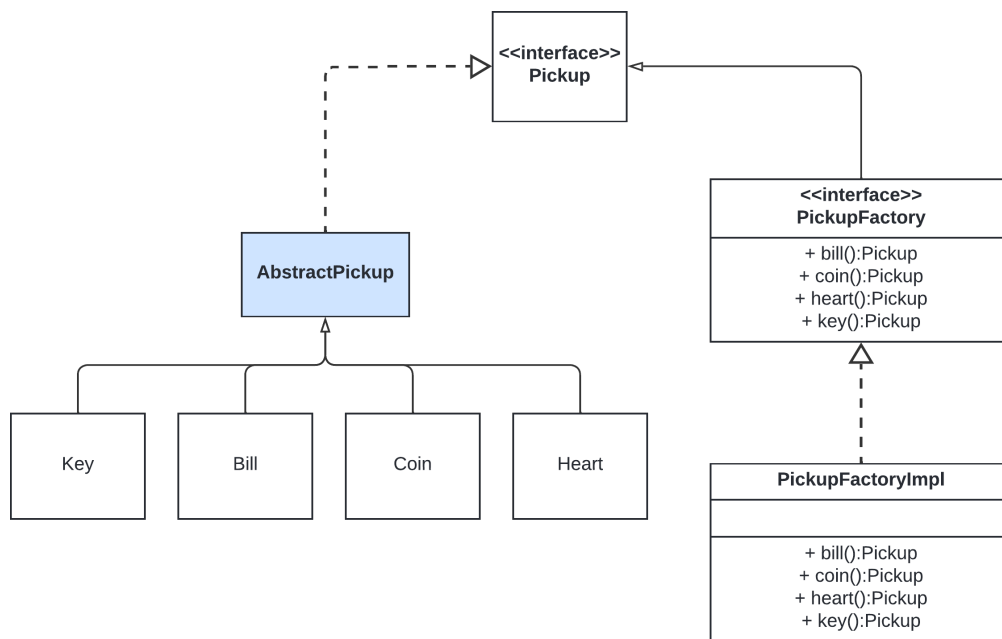 <<interface>>
Pickup
<<interface>>
PickupFactory
+ bill():Pickup
+ coin():Pickup
+ heart():Pickup
+ key():Pickup
AbstractPickup
Key
Bill
Coin
Heart
PickupFactoryImpl
+ bill():Pickup
+ coin():Pickup
+ heart():Pickup
+ key():Pickup